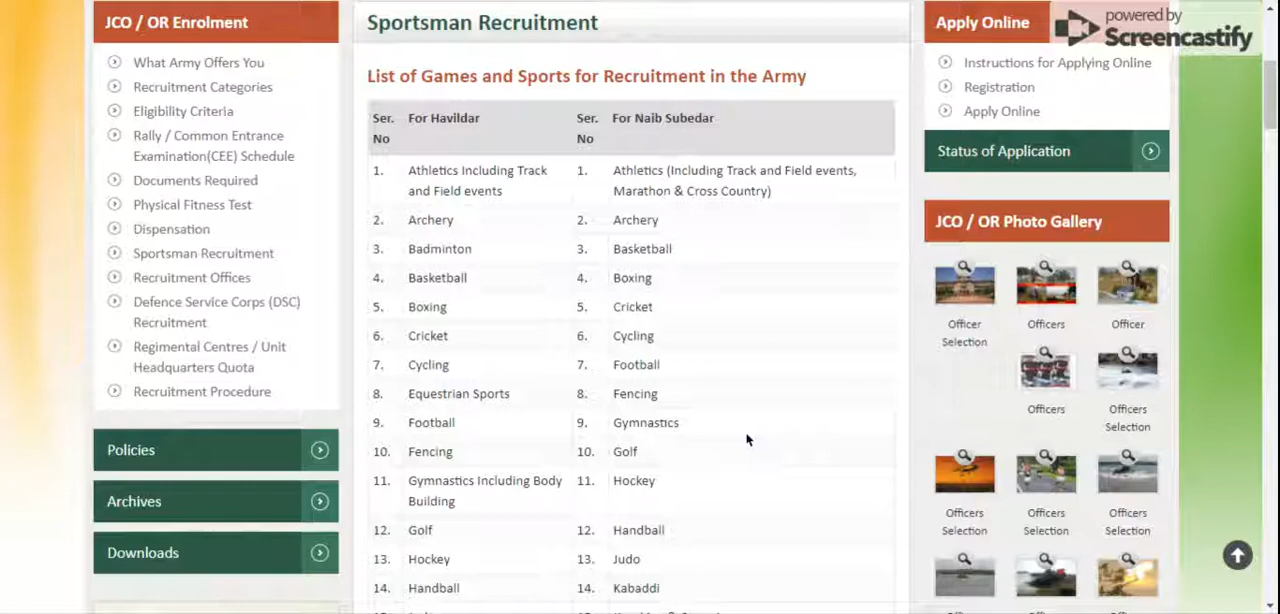 JCO / OR Enrolment
What Army Offers You
Recruitment Categories
Eligibility Criteria
Rally / Common Entrance
Examination(CEE) Schedule
Documents Required
Physical Fitness Test
Dispensation
Sportsman Recruitment
Recruitment Offices
Defence Service Corps (DSC)
Recruitment
Regimental Centres / Unit
Headquarters Quota
Recruitment Procedure
Policies
Archives
Downloads
Sportsman Recruitment
List of Games and Sports for Recruitment in the Army
Ser. For Havildar Ser. For Naib Subedar
No No
1. Athletics Including Track 1. Athletics (Including Track and Field events,
and Field events Marathon & Cross Country)
2. Archery 2. Archery
3. Badminton 3. Basketball
4. Basketball 4. Boxing
5. Boxing 5. Cricket
6. Cricket 6. Cycling
7. Cycling 7. Football
8. Equestrian Sports 8. Fencing
9. Football 9. Gymnastics
10. Fencing 10. Golf
11. Gymnastics Including Body 11. Hockey
Building
12. Golf 12. Handball
13. Hockey 13. Judo
14. Handball 14. Kabaddi
Apply Online
powered by
Screencastify
Instructions for Applying Online
Registration
Apply Online
Status of Application
JCO / OR Photo Gallery
Officer Officers Officer
Selection
Officers Officers
Selection
Officers Officers Officers
Selection Selection Selection